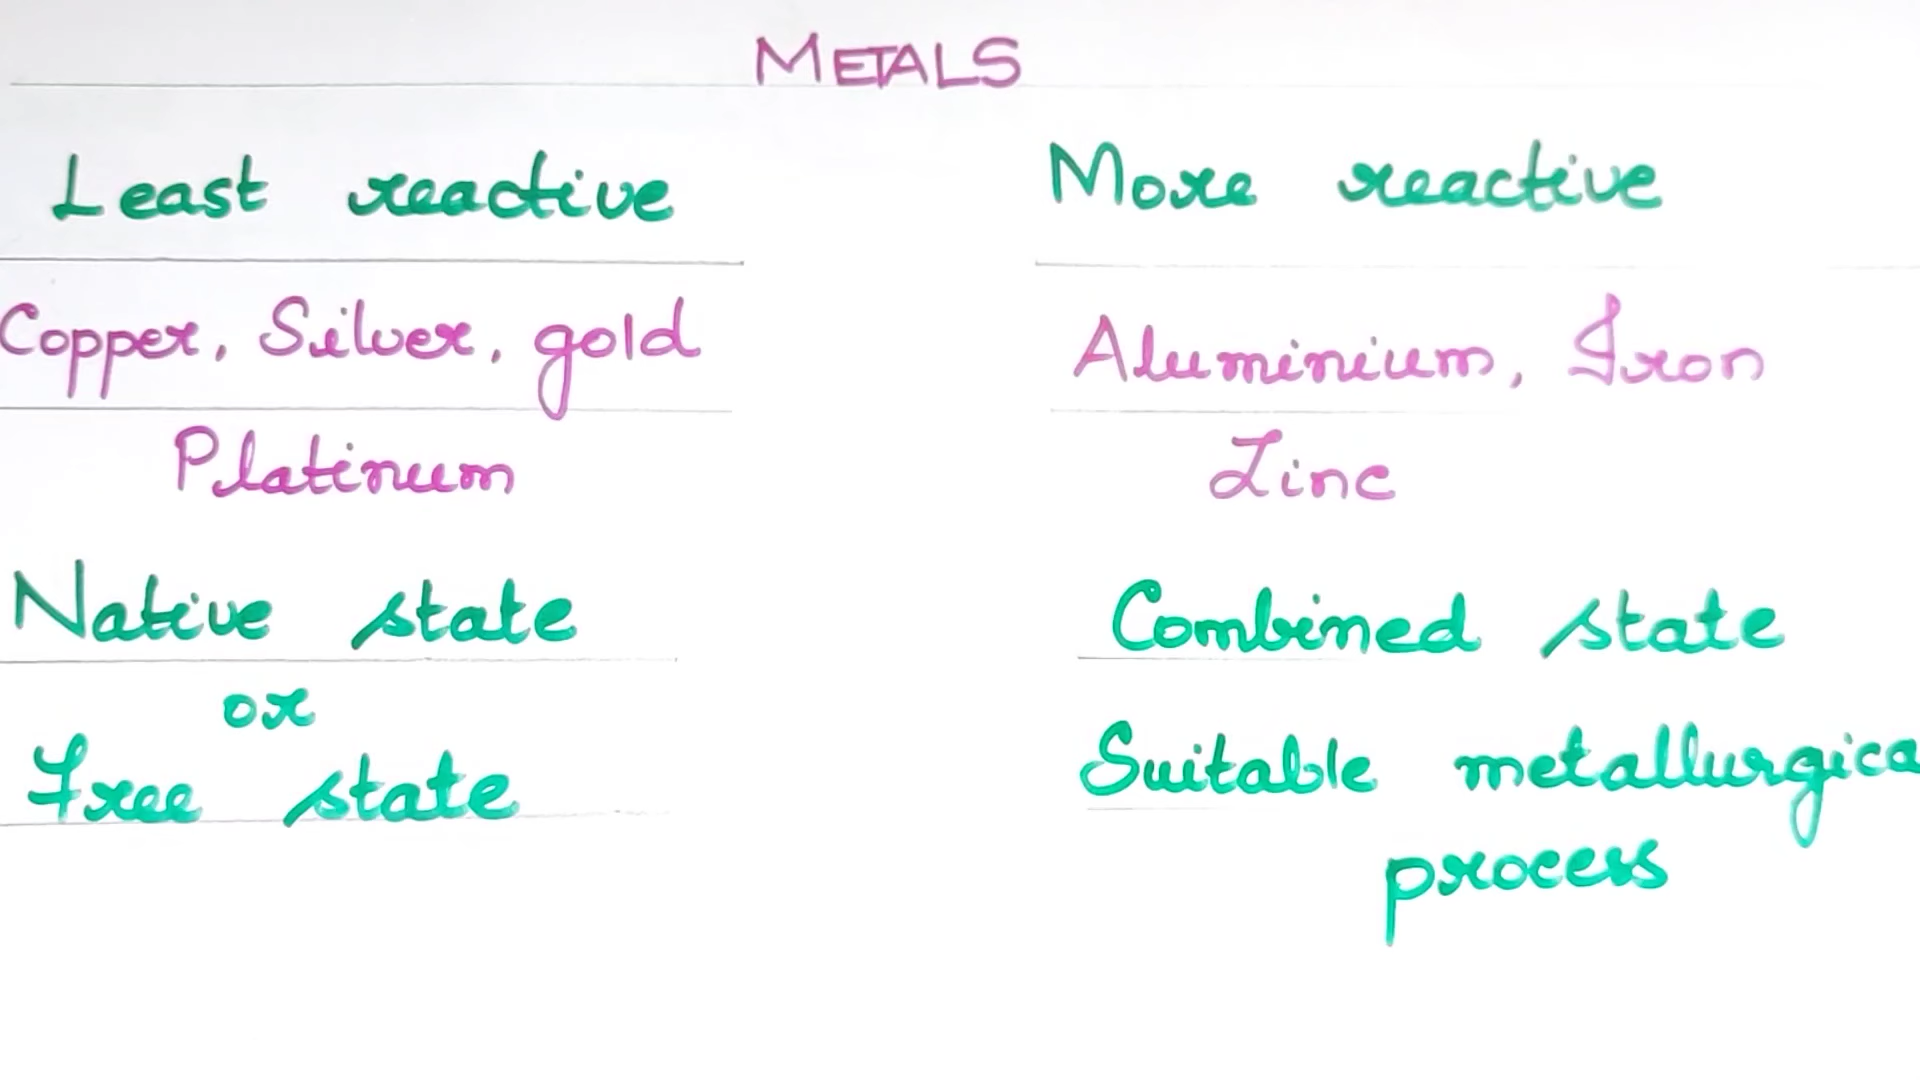 METALS
Least reactive
Copper, Silver, gold
Platinum
Native state
or
Free state
More reactive
Aluminium, Iron
Zinc
Combined state
Suitable metallurgica
process